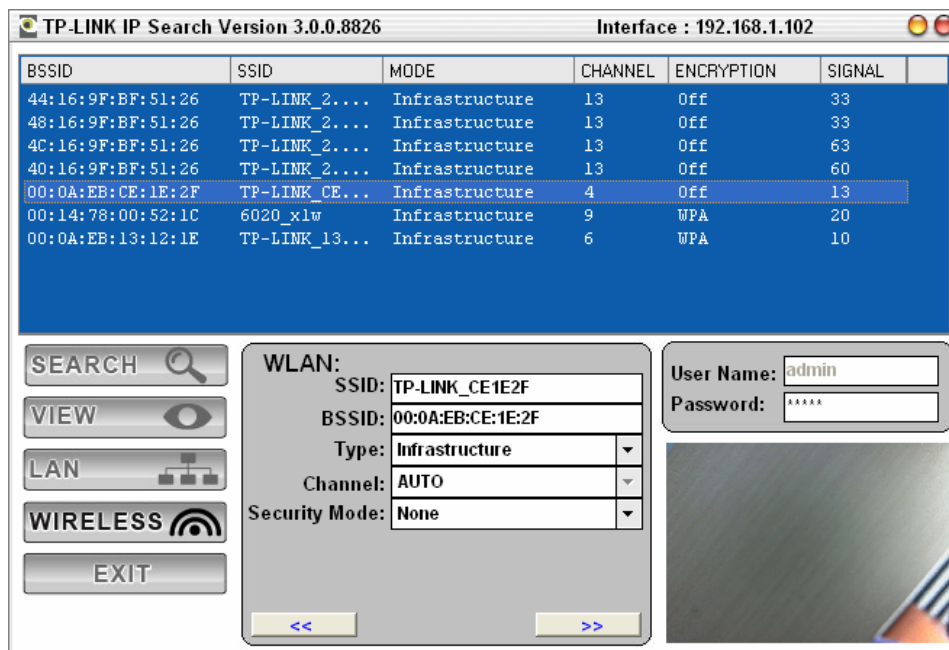 TP-LINK IP Search Version 3.0.0.8826 Interface : 192.168.1.102
BSSID SSID MODE CHANNEL ENCRYPTION SIGNAL
44:16:9F:BF:51:26 TP-LINK_2.... Infrastructure 13 Off 33
48:16:9F:BF:51:26 TP-LINK_2.... Infrastructure 13 Off 33
4C:16:9F:BF:51:26 TP-LINK_2.... Infrastructure 13 Off 63
40:16:9F:BF:51:26 TP-LINK_2.... Infrastructure 13 Off 60
00:0A:EB:CE:1E:2F TP-LINK_CE... Infrastructure 4 Off 13
00:14:78:00:52:1C 6020_xlw Infrastructure 9 WPA 20
00:0A:EB:13:12:1E TP-LINK_13... Infrastructure 6 WPA 10
SEARCH
VIEW
LAN
WIRELESS
EXIT
WLAN:
SSID: TP-LINK_CE1E2F
BSSID: 00:0A:EB:CE:1E:2F
Type: Infrastructure
Channel: AUTO
Security Mode: None
<< >>
User Name: admin
Password: *****